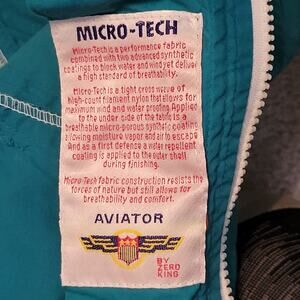 MICRO-TECH
Micro-Tech is a performance fabric
combined with two advanced synthetic
coatings to block water and wind yet deliver
a high standard of breathability.
Micro-Tech is a tight cross weave of
high-count filament nylon that allows for
maximum wind and water proofing. Applied
to the under side of the fabric is a
breathable micro-porous synthetic coating
allowing moisture vapor and air to escape.
And as a first defense a water repellent
coating is applied to the outer shell
during finishing.
Micro-Tech fabric construction resists the
forces of nature but still allows for
breathability and comfort.
AVIATOR
BY
ZERO
KING